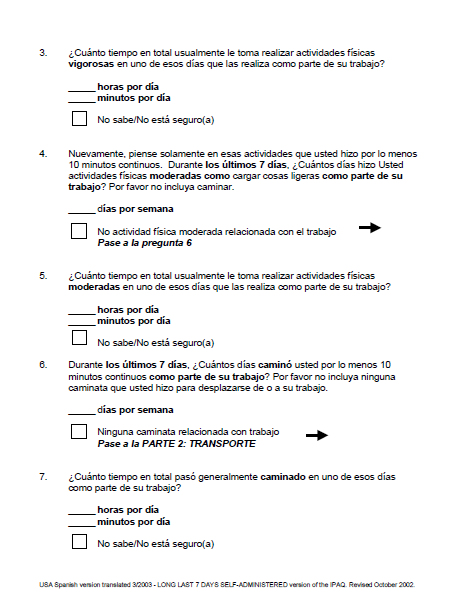 3. ¿Cuánto tiempo en total usualmente le toma realizar actividades físicas
vigorosas en uno de esos días que las realiza como parte de su trabajo?
_____ horas por día
_____ minutos por día
No sabe/No está seguro(a)
4. Nuevamente, piense solamente en esas actividades que usted hizo por lo menos
10 minutos continuos. Durante los últimos 7 días, ¿Cuántos días hizo Usted
actividades físicas moderadas como cargar cosas ligeras como parte de su
trabajo? Por favor no incluya caminar.
_____ días por semana
No actividad física moderada relacionada con el trabajo
Pase a la pregunta 6
5. ¿Cuánto tiempo en total usualmente le toma realizar actividades físicas
moderadas en uno de esos días que las realiza como parte de su trabajo?
_____ horas por día
_____ minutos por día
No sabe/No está seguro(a)
6. Durante los últimos 7 días, ¿Cuántos días caminó usted por lo menos 10
minutos continuos como parte de su trabajo? Por favor no incluya ninguna
caminata que usted hizo para desplazarse de o a su trabajo.
_____ días por semana
Ninguna caminata relacionada con trabajo
Pase a la PARTE 2: TRANSPORTE
7. ¿Cuánto tiempo en total pasó generalmente caminado en uno de esos días
como parte de su trabajo?
_____ horas por día
_____ minutos por día
No sabe/No está seguro(a)
USA Spanish version translated 3/2003 - LONG LAST 7 DAYS SELF-ADMINISTERED version of the IPAQ. Revised October 2002.